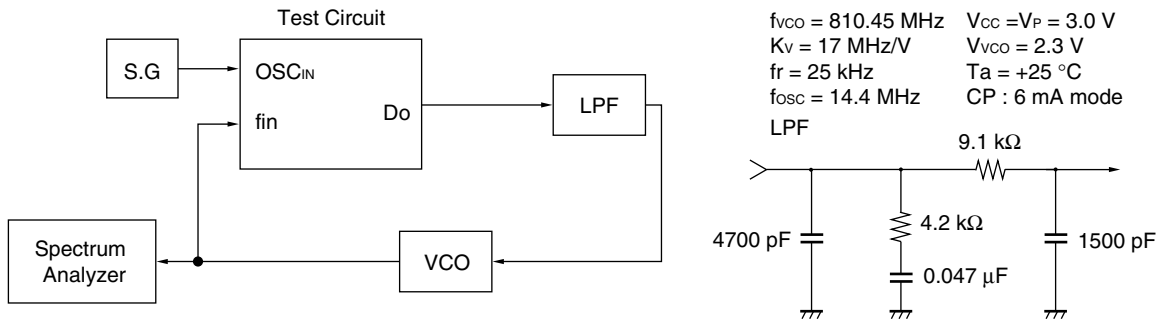 Test Circuit
S.G
OSCIN
fin
Do
LPF
VCO
Spectrum
Analyzer
fVCO = 810.45 MHz VCC =VP = 3.0 V
KV = 17 MHz/V VVCO = 2.3 V
fr = 25 kHz Ta = +25 °C
fOSC = 14.4 MHz CP : 6 mA mode
LPF
9.1 kΩ
4.2 kΩ
4700 pF
1500 pF
0.047 μF